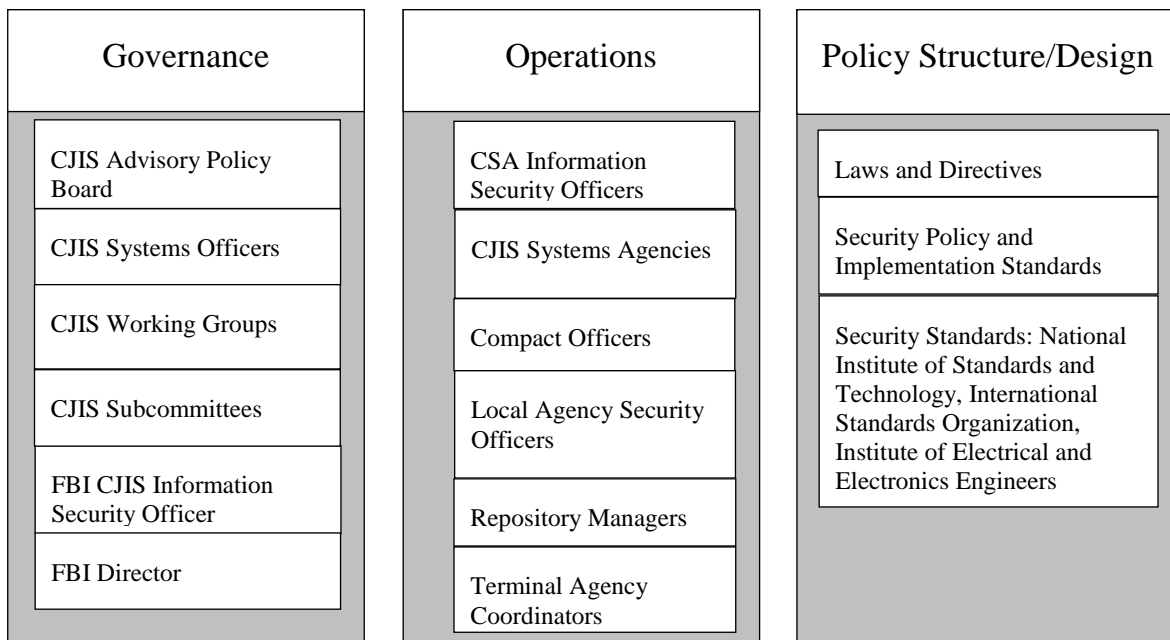 Governance
CJIS Advisory Policy
Board
CJIS Systems Officers
CJIS Working Groups
CJIS Subcommittees
FBI CJIS Information
Security Officer
FBI Director
Operations
CSA Information
Security Officers
CJIS Systems Agencies
Compact Officers
Local Agency Security
Officers
Repository Managers
Terminal Agency
Coordinators
Policy Structure/Design
Laws and Directives
Security Policy and
Implementation Standards
Security Standards: National
Institute of Standards and
Technology, International
Standards Organization,
Institute of Electrical and
Electronics Engineers